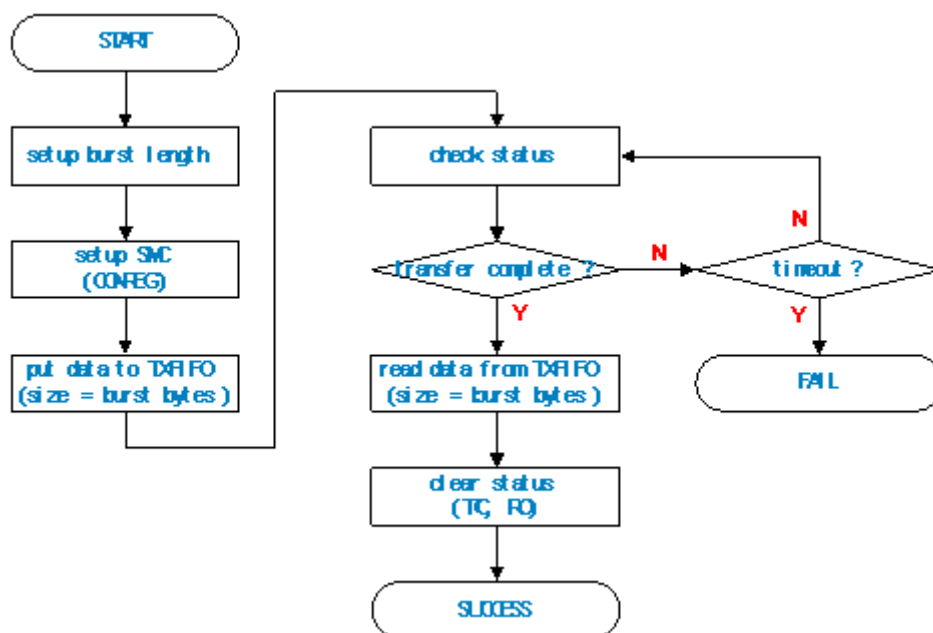 START
setup burst length
setup SMC
(CONREG)
put data to TXFIFO
(size = burst bytes)
check status
transfer complete ?
N
Y
timeout ?
N
Y
FAIL
read data from TXFIFO
(size = burst bytes)
clear status
(TC, RO)
SUCCESS